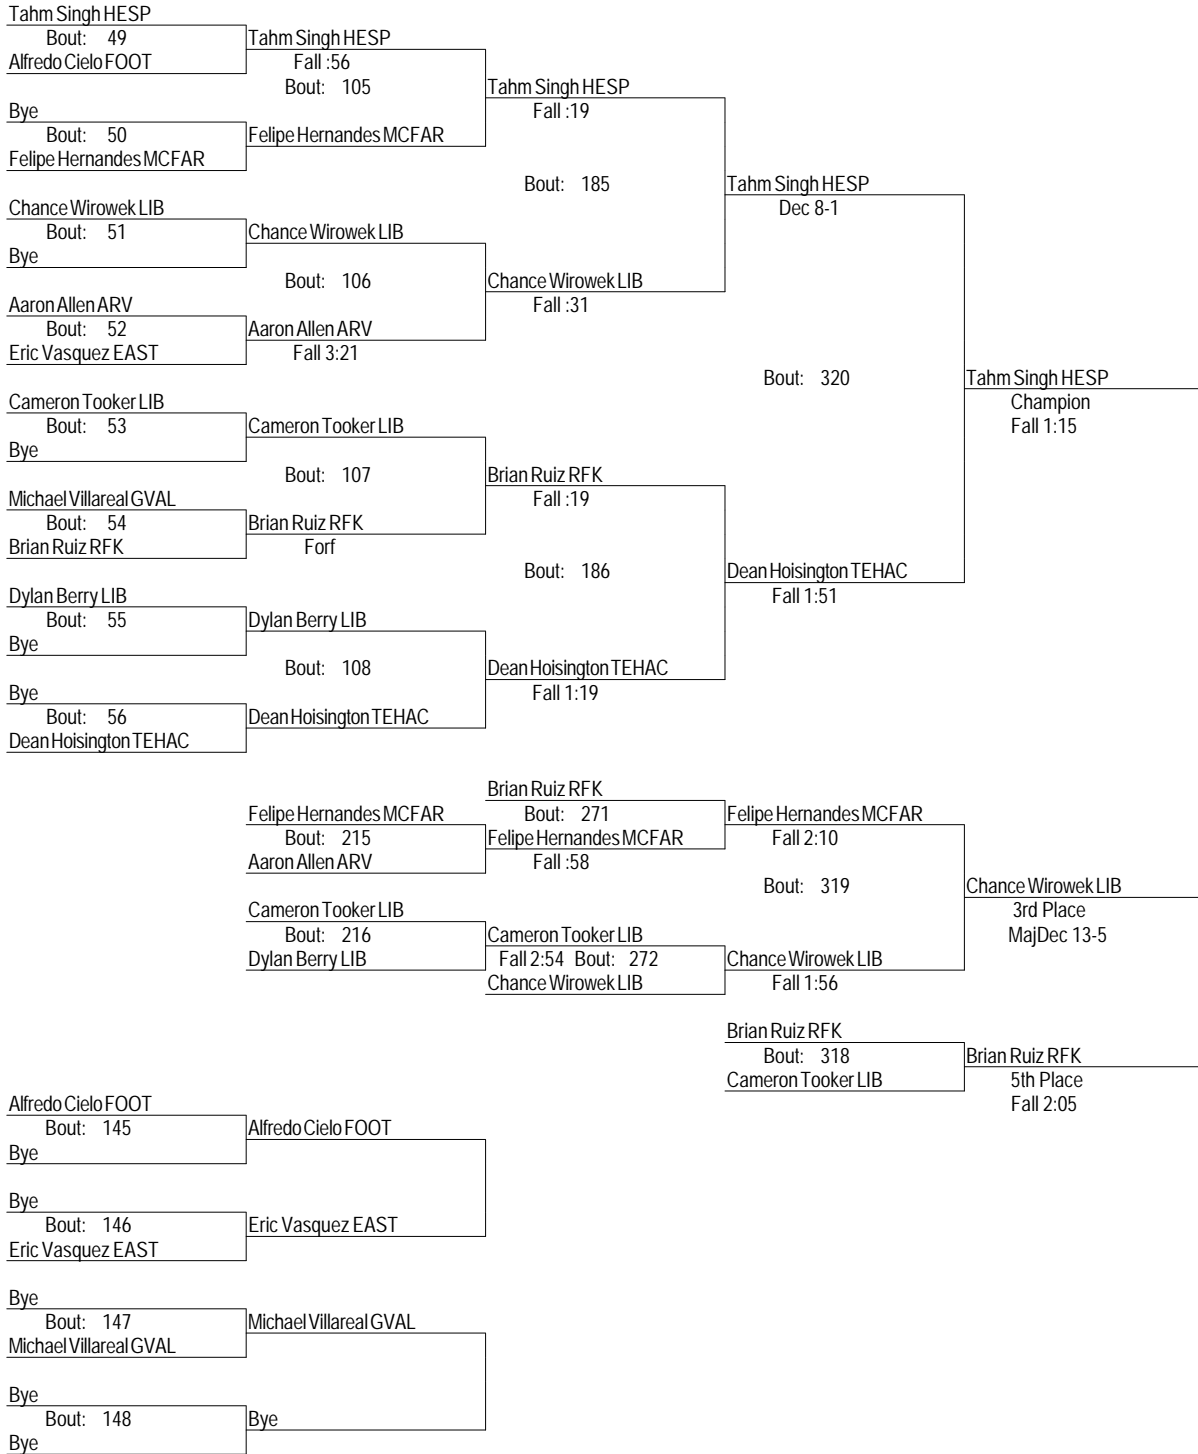 Tahm Singh HESP
Bout: 49
Tahm Singh HESP
Alfredo Cielo FOOT
Fall :56
Bout: 105
Tahm Singh HESP
Bye
Fall :19
Bout: 50
Felipe Hernandes MCFAR
Felipe Hernandes MCFAR
Bout: 185
Tahm Singh HESP
Chance Wirowek LIB
Dec 8-1
Bout: 51
Chance Wirowek LIB
Bye
Bout: 106
Chance Wirowek LIB
Aaron Allen ARV
Fall :31
Bout: 52
Aaron Allen ARV
Eric Vasquez EAST
Fall 3:21
Bout: 320
Tahm Singh HESP
Cameron Tooker LIB
Champion
Bout: 53
Cameron Tooker LIB
Fall 1:15
Bye
Bout: 107
Brian Ruiz RFK
Michael Villareal GVAL
Fall :19
Bout: 54
Brian Ruiz RFK
Brian Ruiz RFK
Forf
Bout: 186
Dean Hoisington TEHAC
Dylan Berry LIB
Fall 1:51
Bout: 55
Dylan Berry LIB
Bye
Bout: 108
Dean Hoisington TEHAC
Bye
Fall 1:19
Bout: 56
Dean Hoisington TEHAC
Dean Hoisington TEHAC
Brian Ruiz RFK
Felipe Hernandes MCFAR
Bout: 271
Felipe Hernandes MCFAR
Bout: 215
Felipe Hernandes MCFAR
Fall 2:10
Aaron Allen ARV
Fall :58
Bout: 319
Chance Wirowek LIB
Cameron Tooker LIB
3rd Place
Bout: 216
Cameron Tooker LIB
MajDec 13-5
Dylan Berry LIB
Fall 2:54 Bout: 272
Chance Wirowek LIB
Chance Wirowek LIB
Fall 1:56
Brian Ruiz RFK
Bout: 318
Brian Ruiz RFK
Cameron Tooker LIB
5th Place
Fall 2:05
Alfredo Cielo FOOT
Bout: 145
Alfredo Cielo FOOT
Bye
Bye
Bout: 146
Eric Vasquez EAST
Eric Vasquez EAST
Bye
Bout: 147
Michael Villareal GVAL
Michael Villareal GVAL
Bye
Bout: 148
Bye
Bye